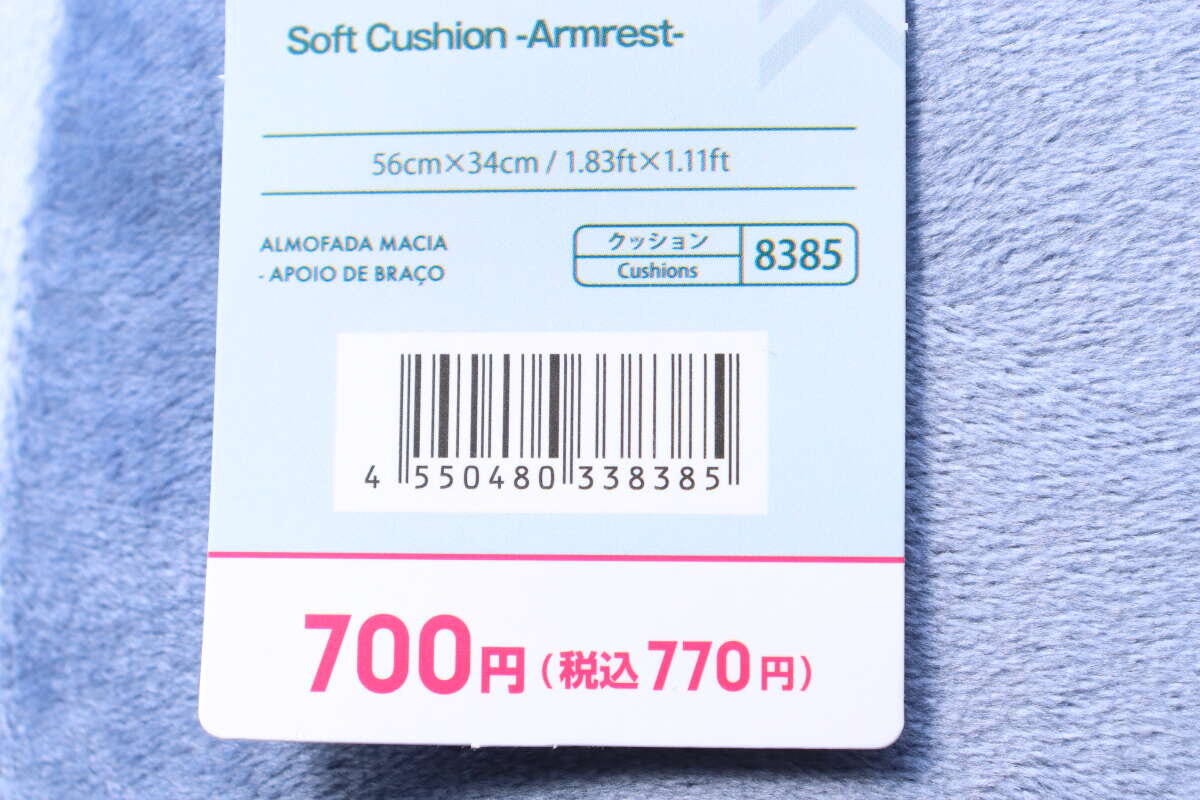 Soft Cushion -Armrest-
56cm×34cm / 1.83ft×1.11ft
ALMOFADA MACIA
- APOIO DE BRAÇO
クッション
Cushions
8385
4 550480 338385
700円 (税込770円)